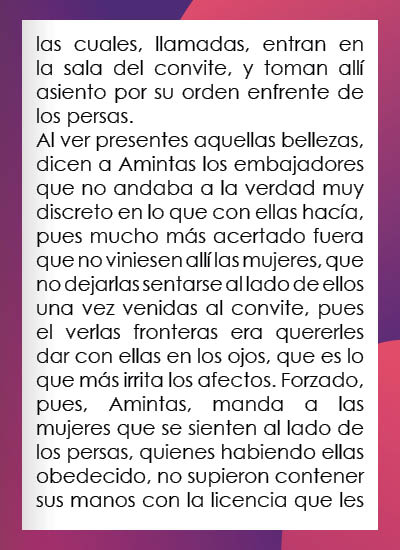 las cuales, llamadas, entran en
la sala del convite, y toman allí
asiento por su orden enfrente de
los persas.
Al ver presentes aquellas bellezas,
dicen a Amintas los embajadores
que no andaba a la verdad muy
discreto en lo que con ellas hacía,
pues mucho más acertado fuera
que no viniesen allí las mujeres, que
no dejarlas sentarse al lado de ellos
una vez venidas al convite, pues
el verlas fronteras era quererles
dar con ellas en los ojos, que es lo
que más irrita los afectos. Forzado,
pues, Amintas, manda a las
mujeres que se sienten al lado de
los persas, quienes habiendo ellas
obedecido, no supieron contener
sus manos con la licencia que les